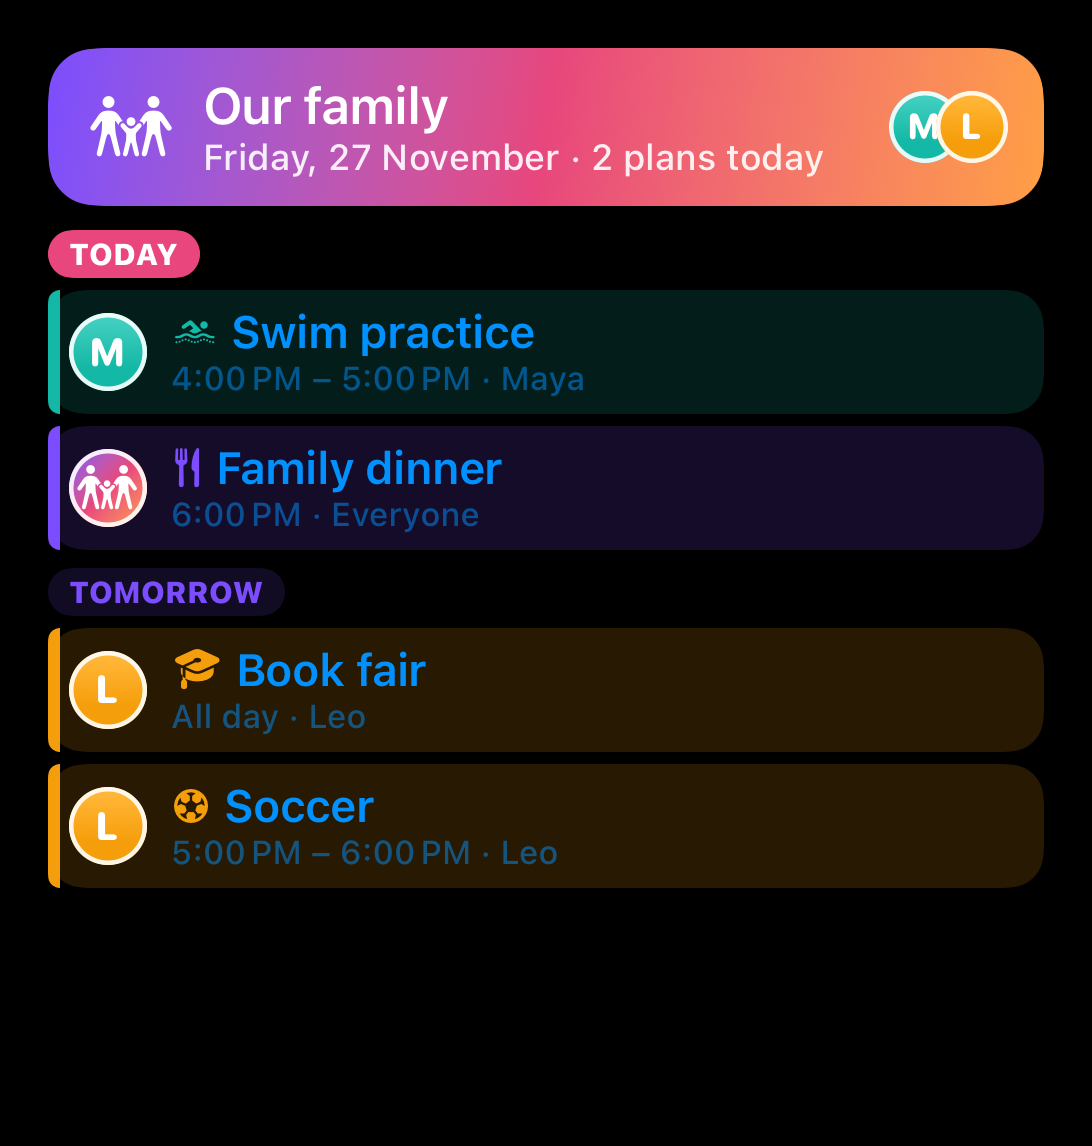 Our family
Friday, 27 November · 2 plans today
M L
TODAY
M
Swim practice
4:00 PM – 5:00 PM · Maya
Family dinner
6:00 PM · Everyone
TOMORROW
L
Book fair
All day · Leo
L
Soccer
5:00 PM – 6:00 PM · Leo